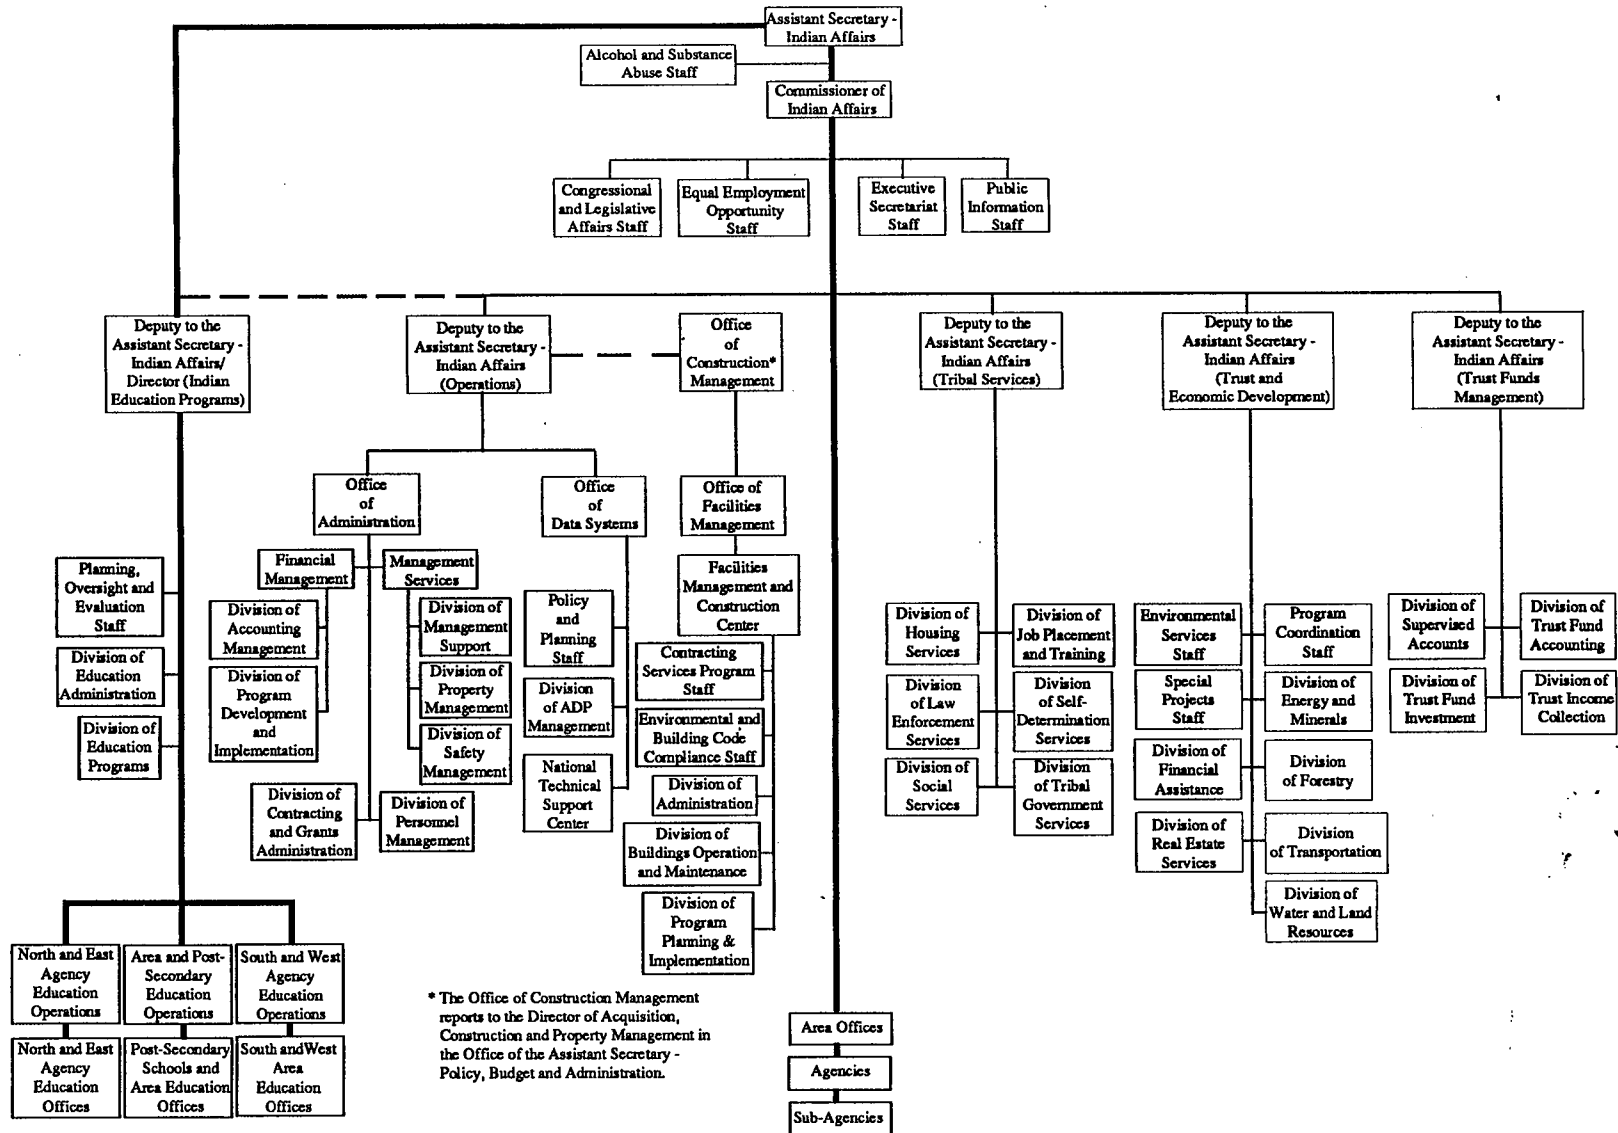 Assistant Secretary -
Indian Affairs
Alcohol and Substance
Abuse Staff
Commissioner of
Indian Affairs
Congressional
and Legislative
Affairs Staff
Equal Employment
Opportunity
Staff
Executive
Secretariat
Staff
Public
Information
Staff
Deputy to the
Assistant Secretary -
Indian Affairs/
Director (Indian
Education Programs)
Deputy to the
Assistant Secretary -
Indian Affairs
(Operations)
Office
of
Construction*
Management
Deputy to the
Assistant Secretary -
Indian Affairs
(Tribal Services)
Deputy to the
Assistant Secretary -
Indian Affairs
(Trust and
Economic Development)
Deputy to the
Assistant Secretary -
Indian Affairs
(Trust Funds
Management)
Office
of
Administration
Office
of
Data Systems
Office of
Facilities
Management
Planning,
Oversight and
Evaluation
Staff
Division of
Education
Administration
Division of
Education
Programs
Financial
Management
Management
Services
Division of
Accounting
Management
Division of
Program
Development
and
Implementation
Division of
Management
Support
Division of
Property
Management
Division of
Safety
Management
Division of
Contracting
and Grants
Administration
Division of
Personnel
Management
Policy
and
Planning
Staff
Division
of ADP
Management
National
Technical
Support
Center
Facilities
Management and
Construction
Center
Contracting
Services Program
Staff
Environmental and
Building Code
Compliance Staff
Division of
Administration
Division of
Buildings Operation
and Maintenance
Division of
Program
Planning &
Implementation
Division of
Housing
Services
Division of
Job Placement
and Training
Division
of Law
Enforcement
Services
Division
of Self-
Determination
Services
Division of
Social
Services
Division
of Tribal
Government
Services
Environmental
Services
Staff
Program
Coordination
Staff
Special
Projects
Staff
Division of
Energy and
Minerals
Division of
Financial
Assistance
Division
of Forestry
Division of
Real Estate
Services
Division
of Transportation
Division of
Water and Land
Resources
Division of
Supervised
Accounts
Division of
Trust Fund
Accounting
Division of
Trust Fund
Investment
Division of
Trust Income
Collection
North and East
Agency
Education
Operations
Area and Post-
Secondary
Education
Operations
South and West
Agency
Education
Operations
North and East
Agency
Education
Offices
Post-Secondary
Schools and
Area Education
Offices
South andWest
Area
Education
Offices
* The Office of Construction Management
reports to the Director of Acquisition,
Construction and Property Management in
the Office of the Assistant Secretary -
Policy, Budget and Administration.
Area Offices
Agencies
Sub-Agencies